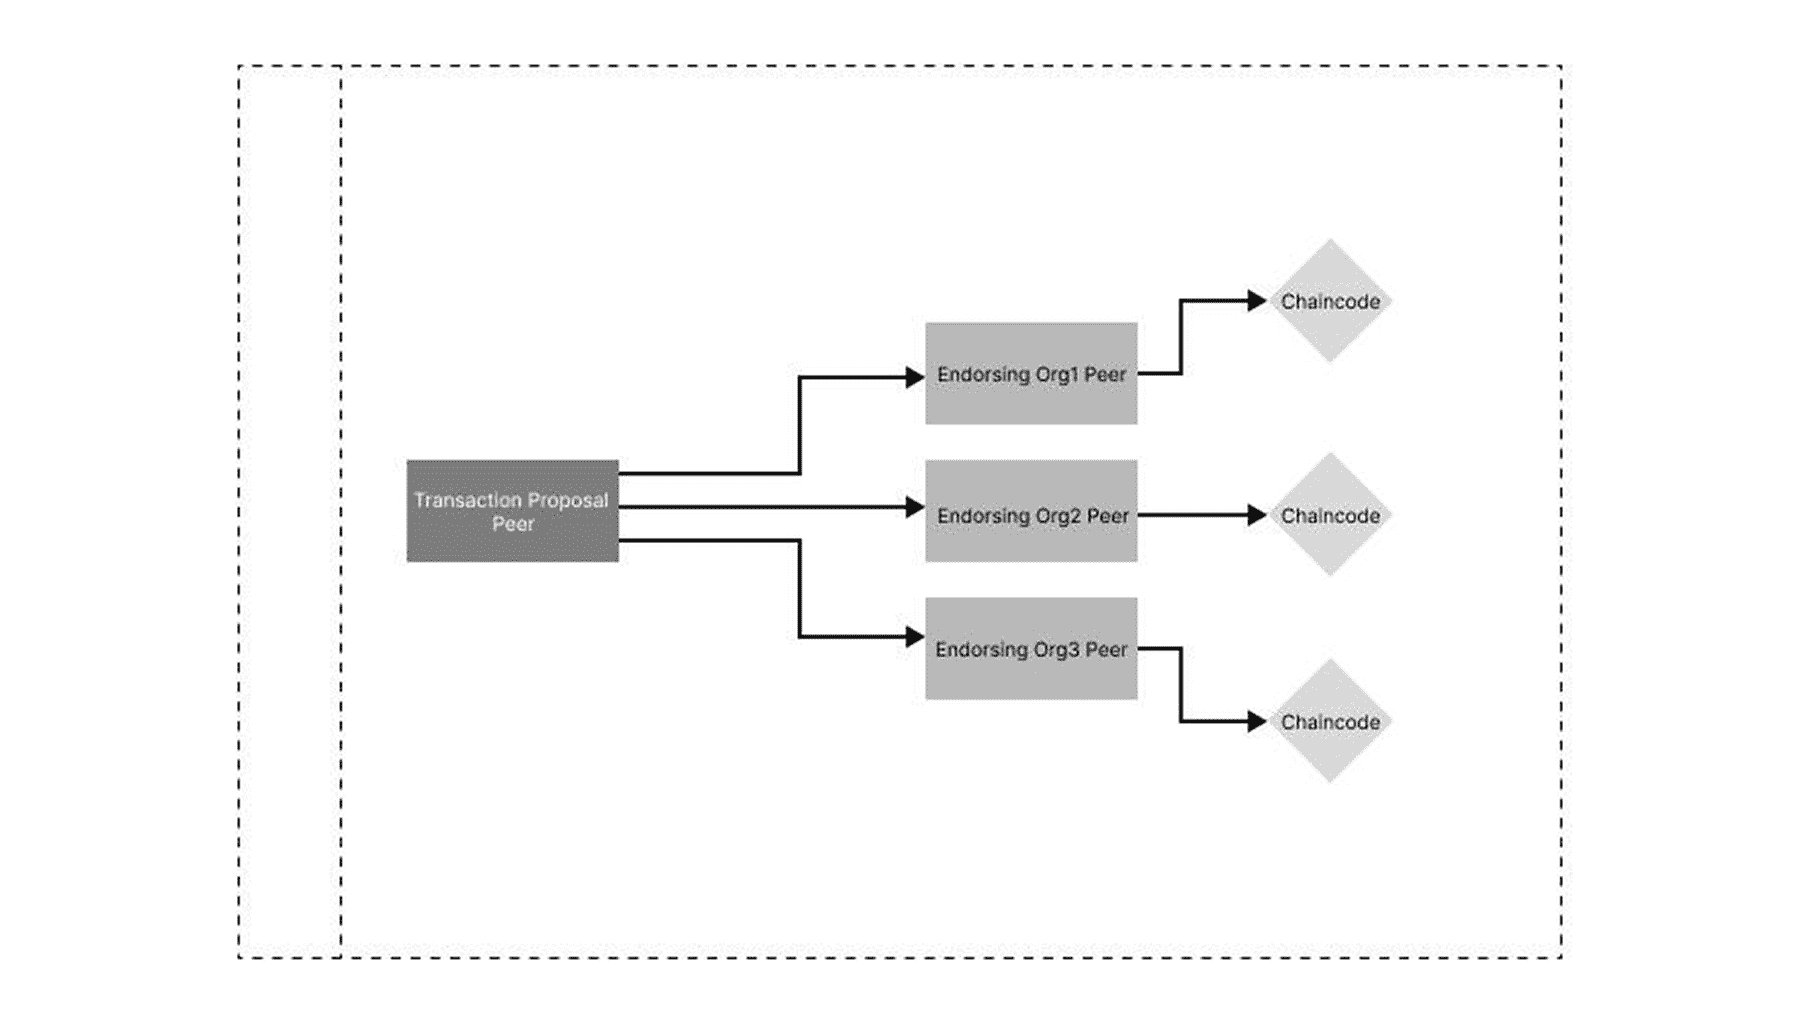 Transaction Proposal
Peer
Endorsing Org1 Peer
Chaincode
Endorsing Org2 Peer
Chaincode
Endorsing Org3 Peer
Chaincode